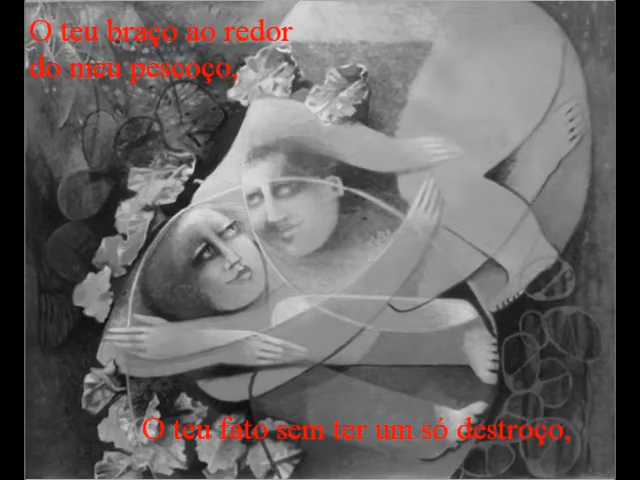 O teu braço ao redor
do meu pescoço,
O teu fato sem ter um só destroço,